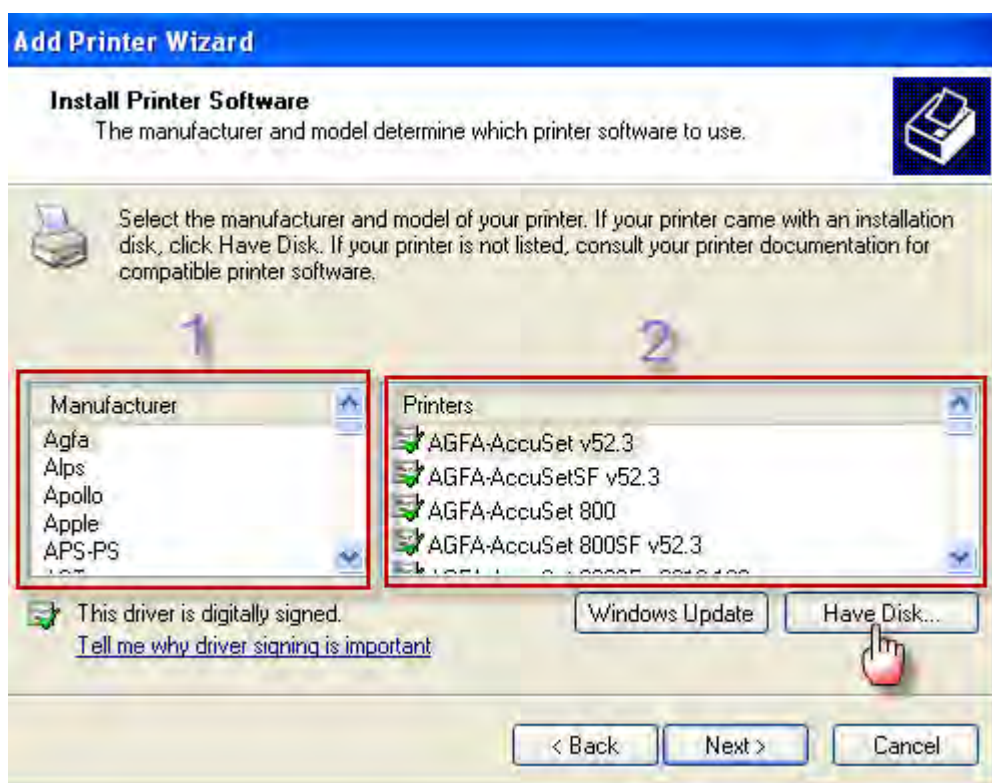 Add Printer Wizard
Install Printer Software
The manufacturer and model determine which printer software to use.
Select the manufacturer and model of your printer. If your printer came with an installation
disk, click Have Disk. If your printer is not listed, consult your printer documentation for
compatible printer software.
1
2
Manufacturer
Agfa
Alps
Apollo
Apple
APS-PS
Printers
AGFA-AccuSet v52.3
AGFA-AccuSetSF v52.3
AGFA-AccuSet 800
AGFA-AccuSet 800SF v52.3
This driver is digitally signed.
Tell me why driver signing is important
Windows Update
Have Disk...
< Back
Next >
Cancel